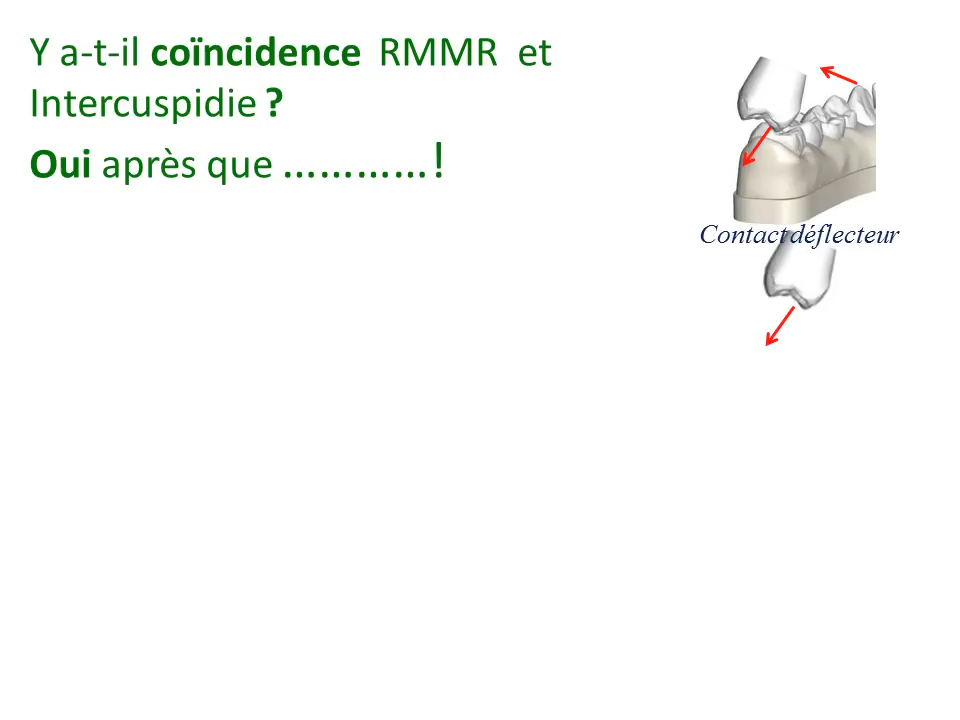 Y a-t-il coïncidence RMMR et
Intercuspidie ?
Oui après que …………!
Contact déflecteur